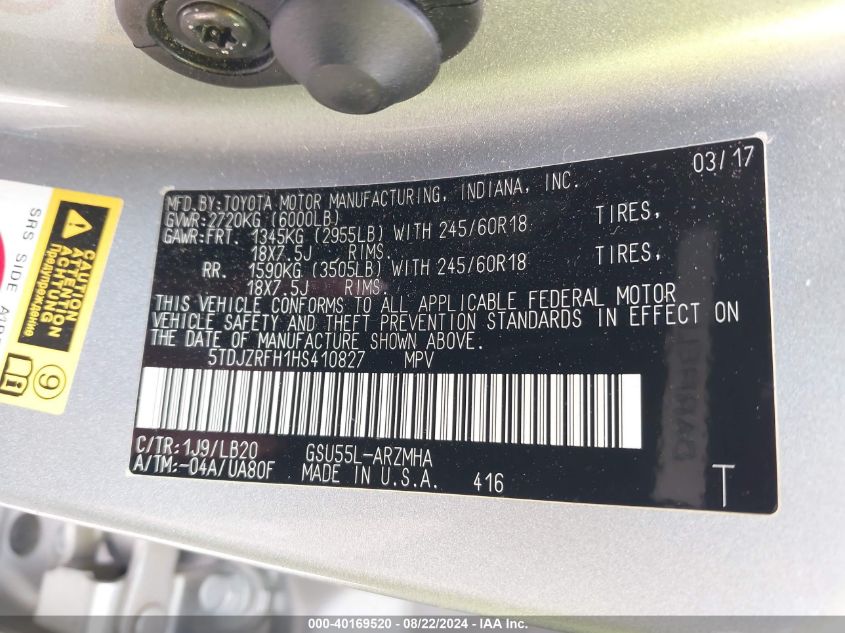 03/17
MFD.BY:TOYOTA MOTOR MANUFACTURING, INDIANA, INC.
GVWR:2720KG (6000LB)
GAWR:FRT. 1345KG (2955LB) WITH 245/60R18 TIRES,
18X7.5J RIMS.
RR. 1590KG (3505LB) WITH 245/60R18 TIRES,
18X7.5J RIMS.
THIS VEHICLE CONFORMS TO ALL APPLICABLE FEDERAL MOTOR
VEHICLE SAFETY AND THEFT PREVENTION STANDARDS IN EFFECT ON
THE DATE OF MANUFACTURE SHOWN ABOVE.
5TDJZRFH1HS410827 MPV
C/TR:1J9/LB20 GSU55L-ARZMHA
A/TM:-04A/UA80F MADE IN U.S.A. 416
T
SRS SIDE
CAUTION
ATTENTION
ACHTUNG
Предупреждение
9
000-40169520 - 08/22/2024 - IAA Inc.